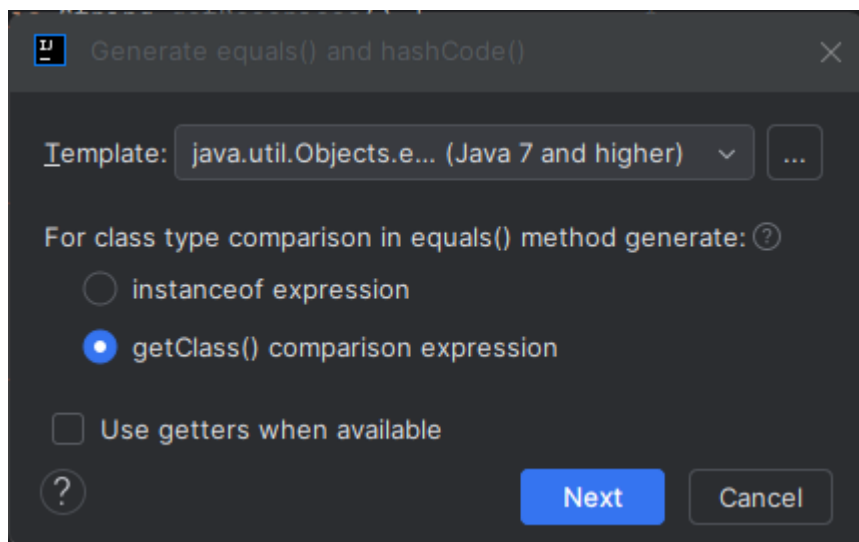 Generate equals() and hashCode()
Template: java.util.Objects.e... (Java 7 and higher) ...
For class type comparison in equals() method generate: ?
instanceof expression
getClass() comparison expression
Use getters when available
? Next Cancel